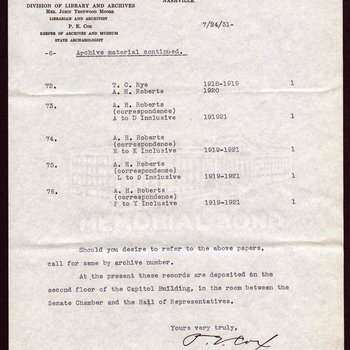 NASHVILLE
DIVISION OF LIBRARY AND ARCHIVES
MRS. JOHN TROTWOOD MOORE
LIBRARIAN AND ARCHIVIST
P. E. COX
KEEPER OF ARCHIVES AND MUSEUM
STATE ARCHAEOLOGIST
7/24/31-
-6- Archive material continued.
72. T. C. Rye 1918-1919 1
A. H. Roberts 1920
73. A. H. Roberts
(correspondence)
A to D Inclusive 191921 1
74. A. H. Roberts
(correspondence)
E to K Inclusive 1919-1921 1
75. A. H. Roberts
(correspondence)
L to O Inclusive 1919-1921 1
76. A. H. Roberts
(correspondence)
P to Y Inclusive 1919-1921 1
Should you desire to refer to the above papers,
call for same by archive number.
At the present these records are deposited on the
second floor of the Capitol Building, in the room between the
Senate Chamber and the Hall of Representatives.
Yours very truly,
P. E. Cox